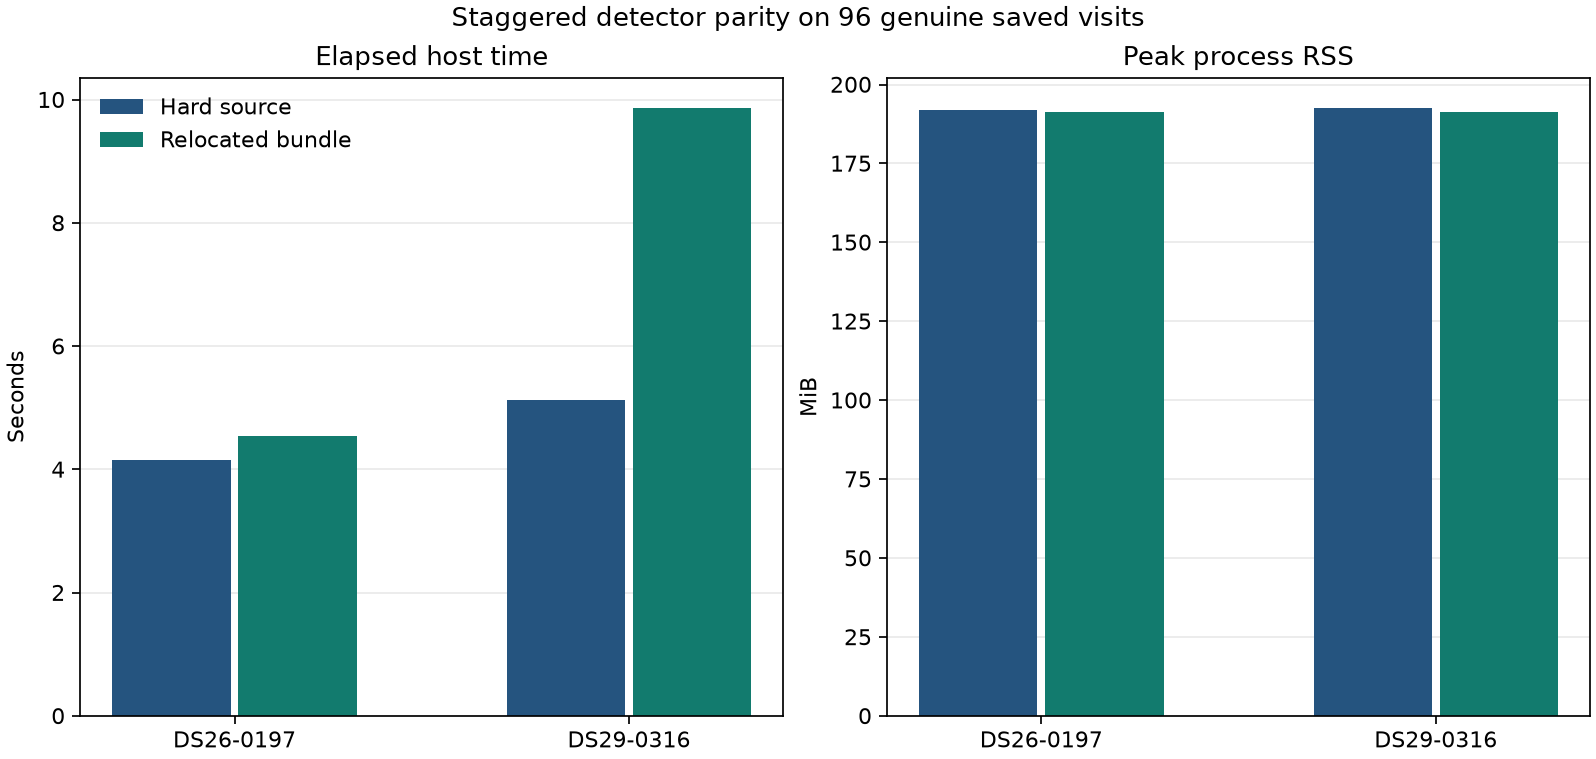 Staggered detector parity on 96 genuine saved visits
Elapsed host time
Hard source
Relocated bundle
Seconds
10
8
6
4
2
0
DS26-0197
DS29-0316
Peak process RSS
MiB
200
175
150
125
100
75
50
25
0
DS26-0197
DS29-0316